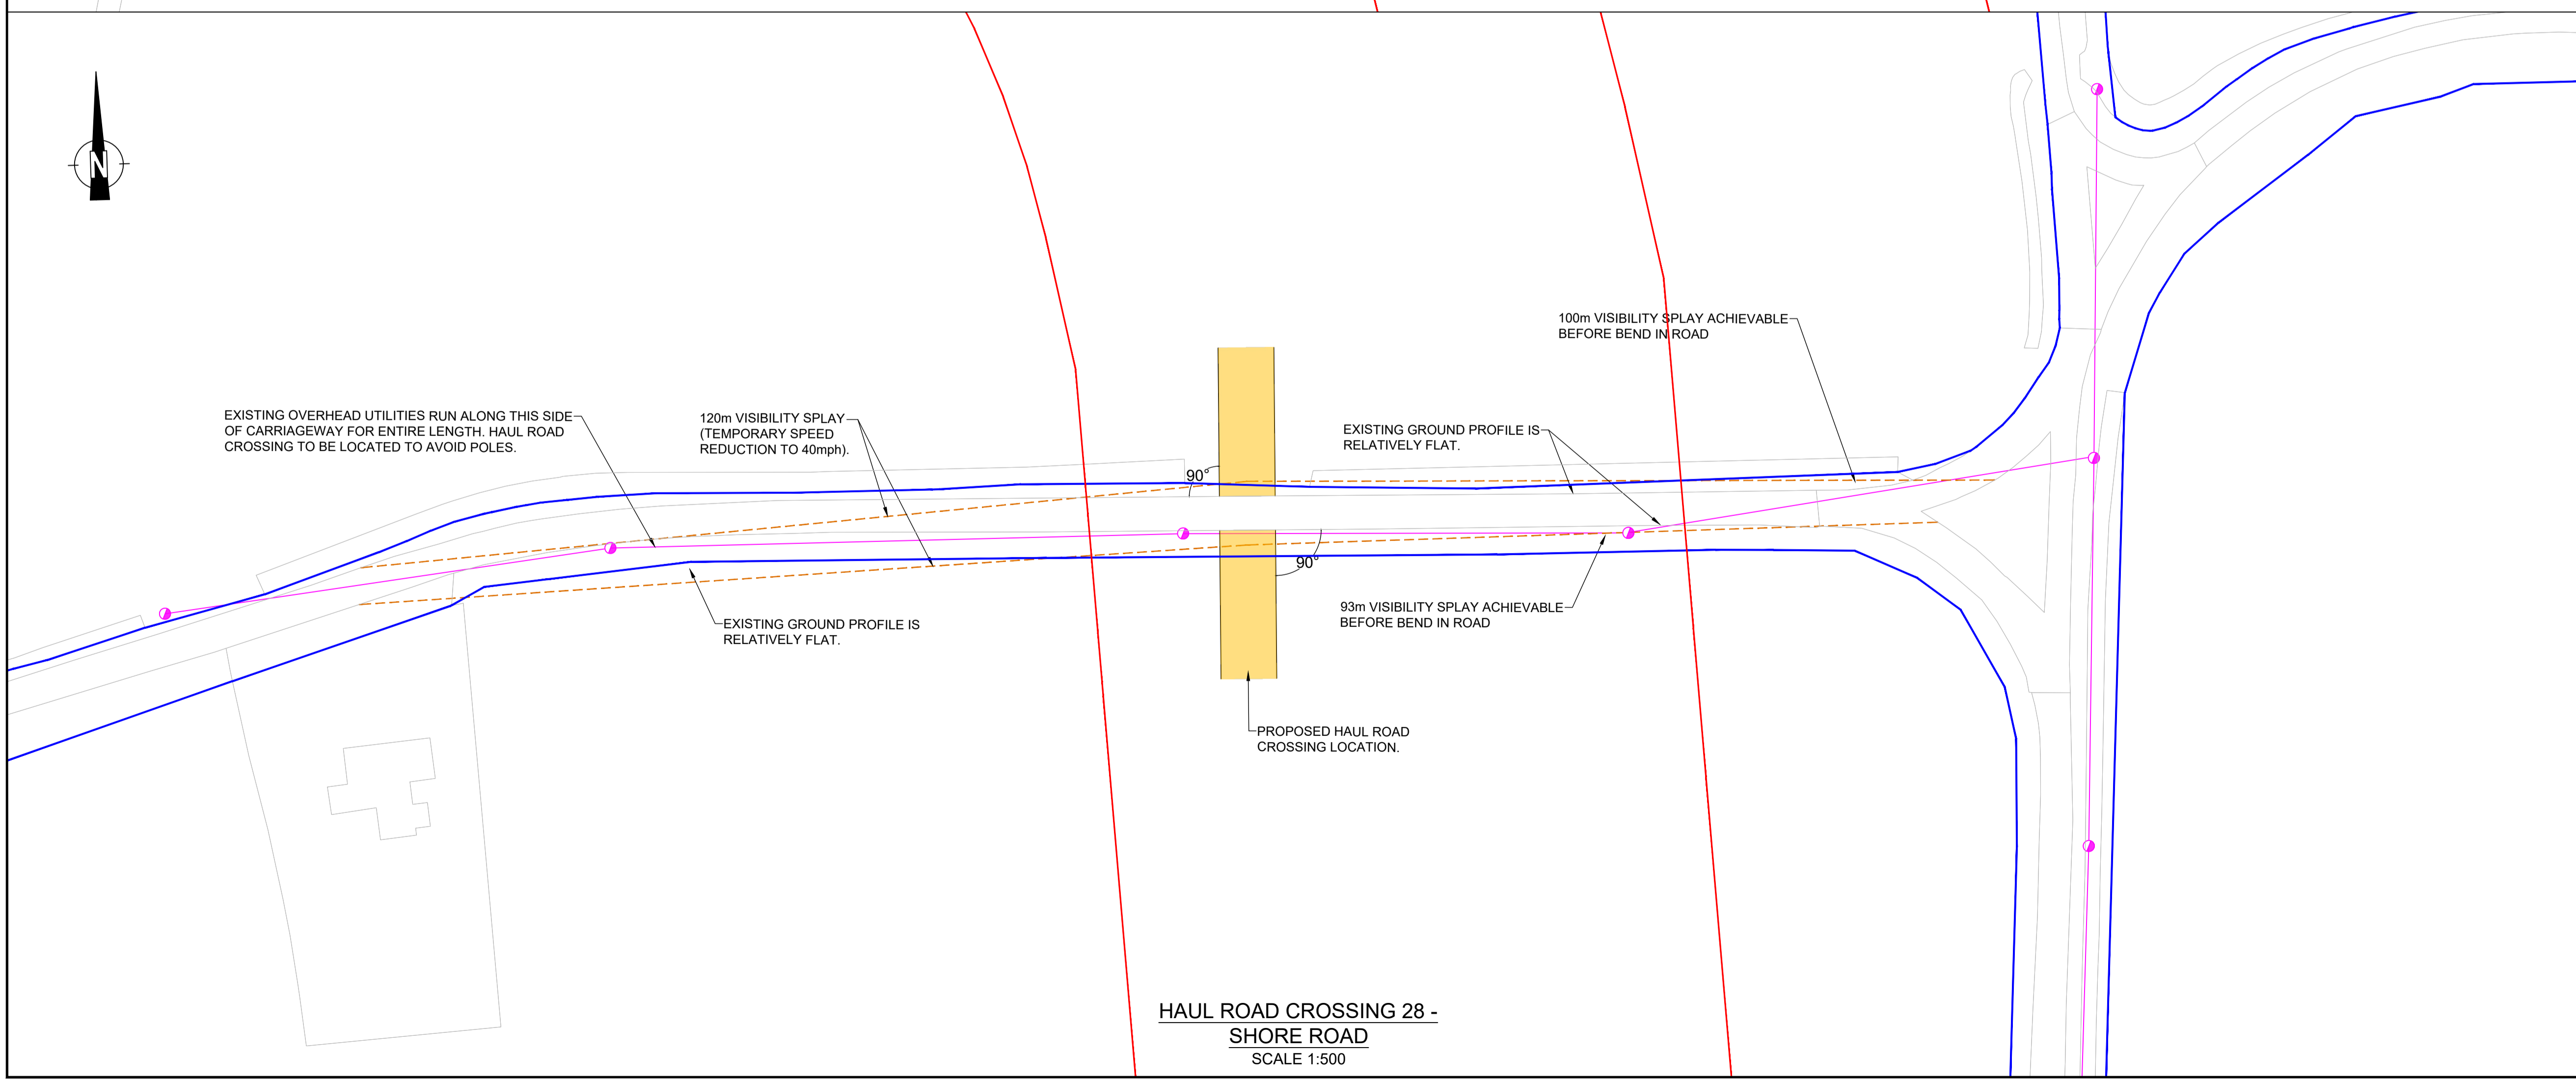 N
100m VISIBILITY SPLAY ACHIEVABLE
BEFORE BEND IN ROAD
EXISTING OVERHEAD UTILITIES RUN ALONG THIS SIDE
OF CARRIAGEWAY FOR ENTIRE LENGTH. HAUL ROAD
CROSSING TO BE LOCATED TO AVOID POLES.
120m VISIBILITY SPLAY
(TEMPORARY SPEED
REDUCTION TO 40mph).
EXISTING GROUND PROFILE IS
RELATIVELY FLAT.
90°
90°
93m VISIBILITY SPLAY ACHIEVABLE
BEFORE BEND IN ROAD
EXISTING GROUND PROFILE IS
RELATIVELY FLAT.
PROPOSED HAUL ROAD
CROSSING LOCATION.
HAUL ROAD CROSSING 28 -
SHORE ROAD
SCALE 1:500